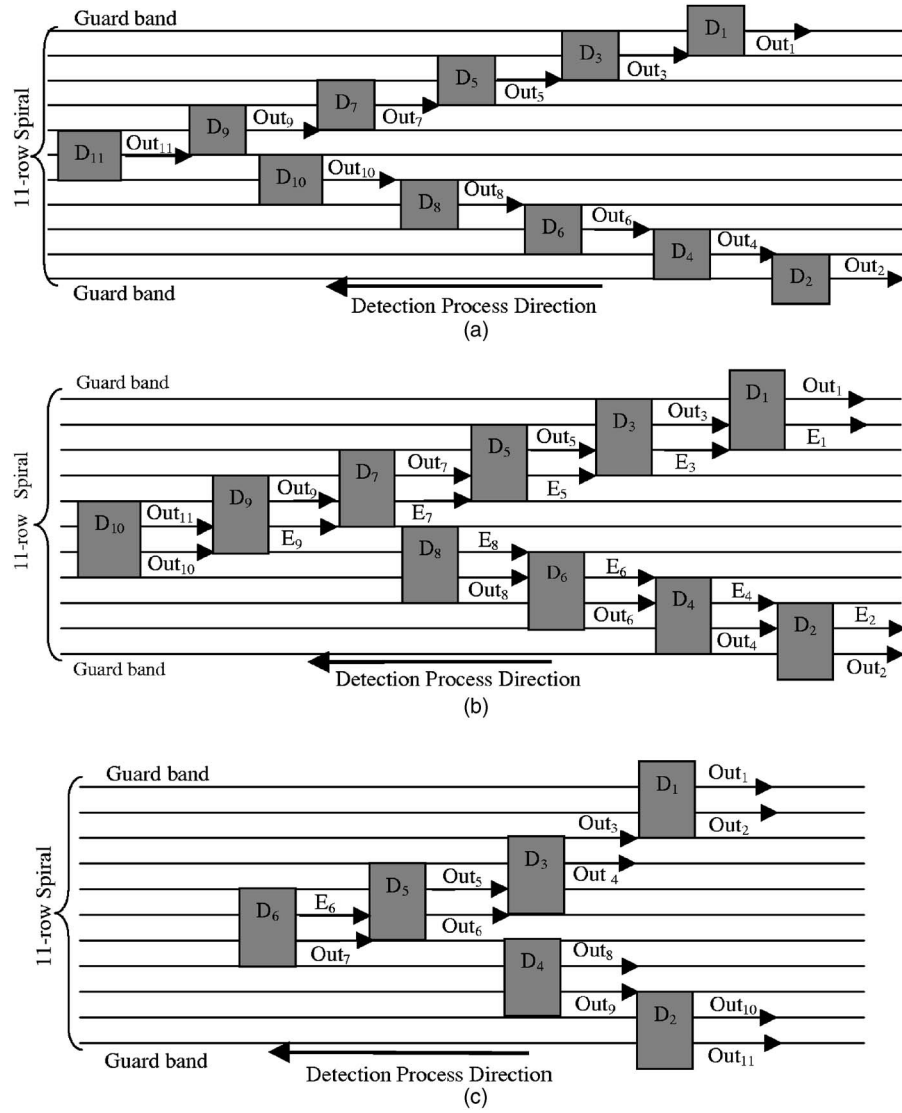 Guard band
D1
Out1
D3
Out3
D5
Out5
D7
Out7
D9
Out9
D11
Out11
11-row Spiral
D10
Out10
D8
Out8
D6
Out6
D4
Out4
D2
Out2
Guard band
Detection Process Direction
(a)
Guard band
D1
Out1
E1
D3
Out3
E3
D5
Out5
E5
D7
Out7
E7
D9
Out9
E9
D10
Out11
Out10
11-row Spiral
D8
E8
Out8
D6
E6
Out6
D4
E4
Out4
D2
E2
Out2
Guard band
Detection Process Direction
(b)
Guard band
D1
Out1
Out2
Out3
D3
Out 4
D5
Out5
Out6
D6
E6
Out7
11-row Spiral
D4
Out8
Out9
D2
Out10
Out11
Guard band
Detection Process Direction
(c)